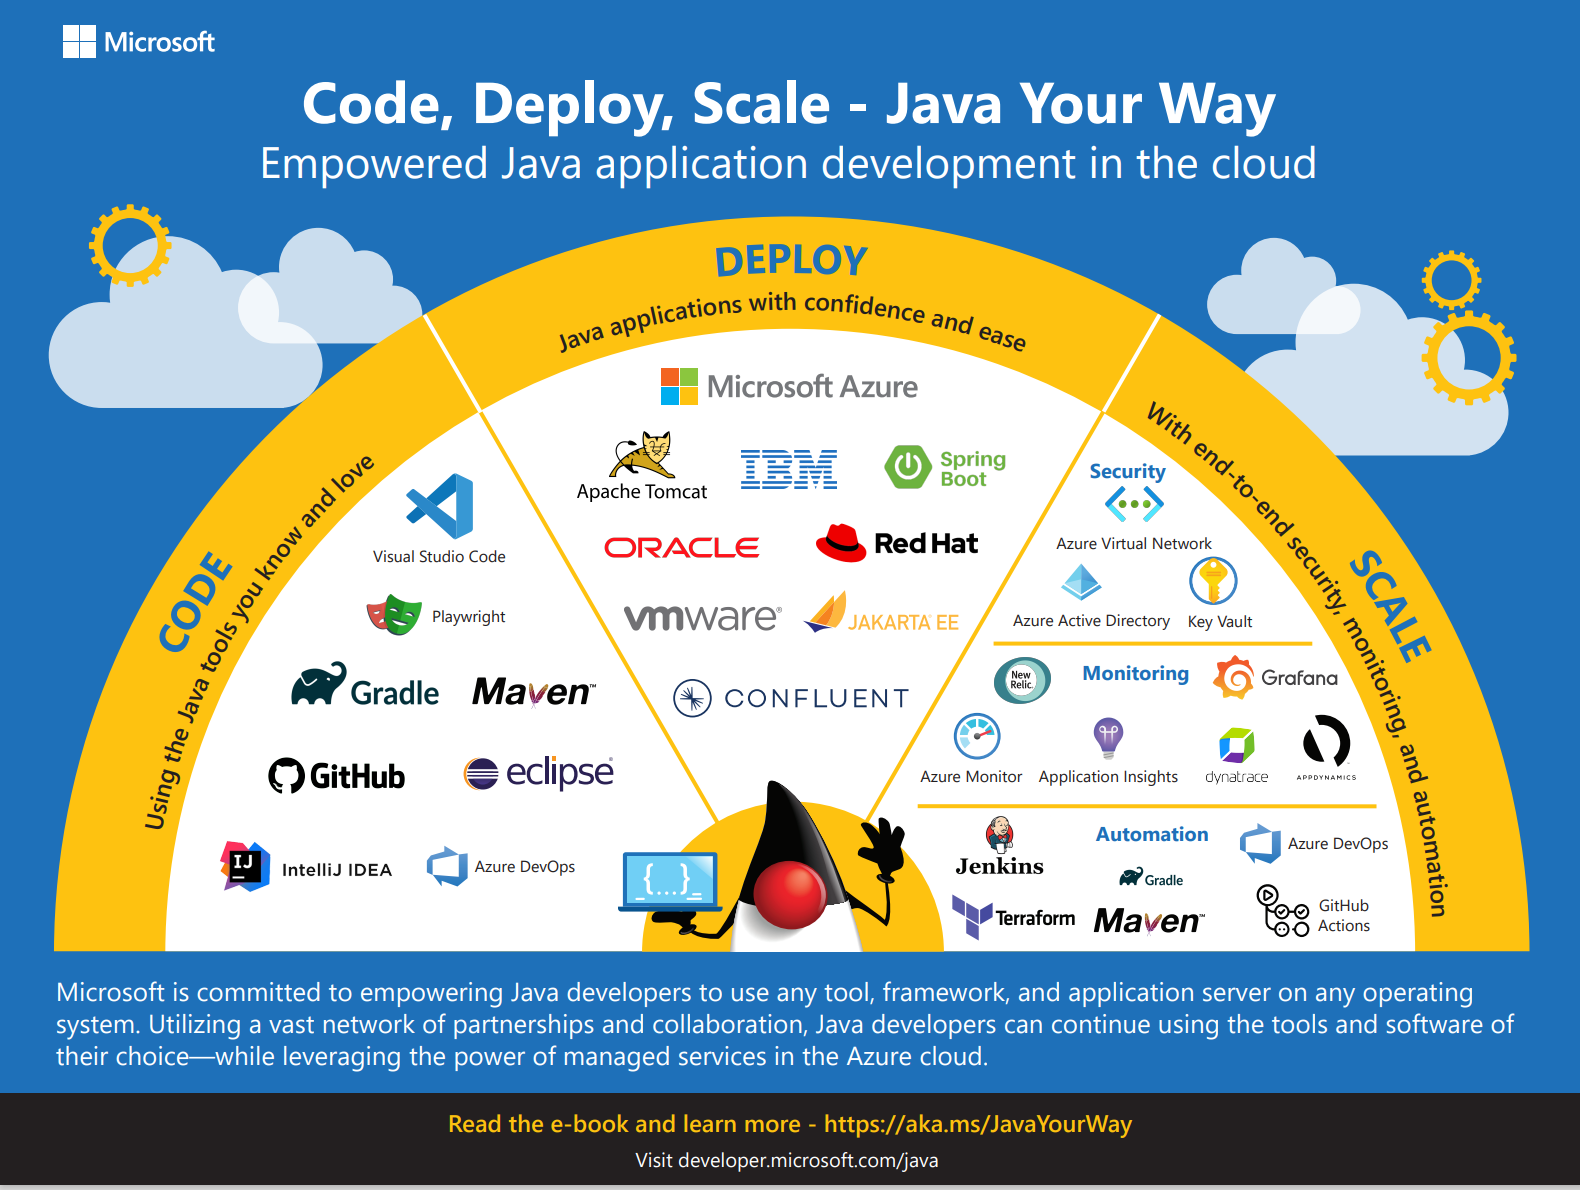 Microsoft
Code, Deploy, Scale - Java Your Way
Empowered Java application development in the cloud
CODE
Using the Java tools you know and love
Visual Studio Code
Playwright
Gradle
Maven™
GitHub
eclipse
IJ
IntelliJ IDEA
Azure DevOps
{...}
DEPLOY
Java applications with confidence and ease
Microsoft Azure
Apache Tomcat
IBM
Spring
Boot
ORACLE
Red Hat
vmware®
JAKARTA EE
CONFLUENT
SCALE
With end-to-end security, monitoring, and automation
Security
Azure Virtual Network
Azure Active Directory
Key Vault
New
Relic.
Monitoring
Grafana
Azure Monitor
Application Insights
dynatrace
APPDYNAMICS
Jenkins
Automation
Azure DevOps
Gradle
Terraform
Maven™
GitHub
Actions
Microsoft is committed to empowering Java developers to use any tool, framework, and application server on any operating
system. Utilizing a vast network of partnerships and collaboration, Java developers can continue using the tools and software of
their choice—while leveraging the power of managed services in the Azure cloud.
Read the e-book and learn more - https://aka.ms/JavaYourWay
Visit developer.microsoft.com/java